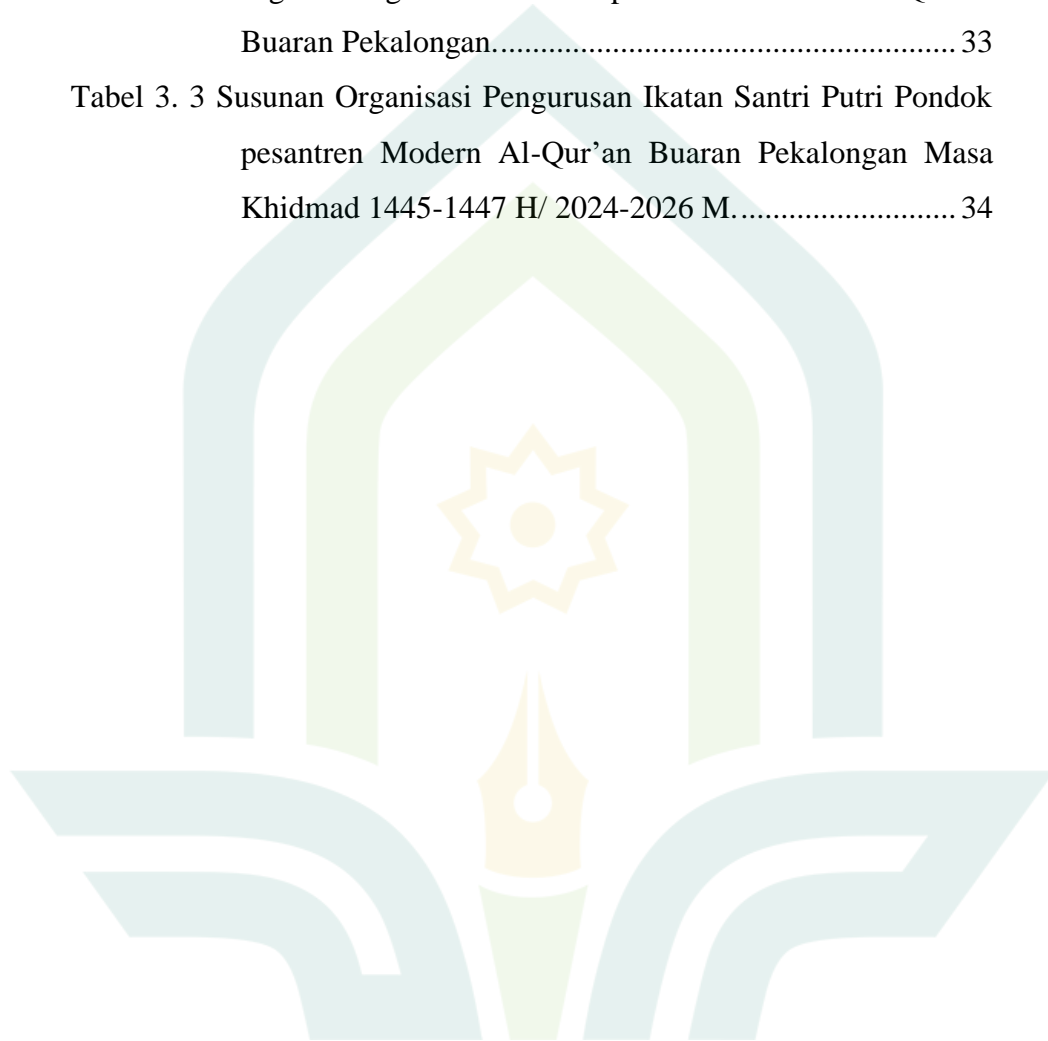 Buaran Pekalongan. 33
Tabel 3. 3 Susunan Organisasi Pengurusan Ikatan Santri Putri Pondok
pesantren Modern Al-Qur’an Buaran Pekalongan Masa
Khidmad 1445-1447 H/ 2024-2026 M. 34